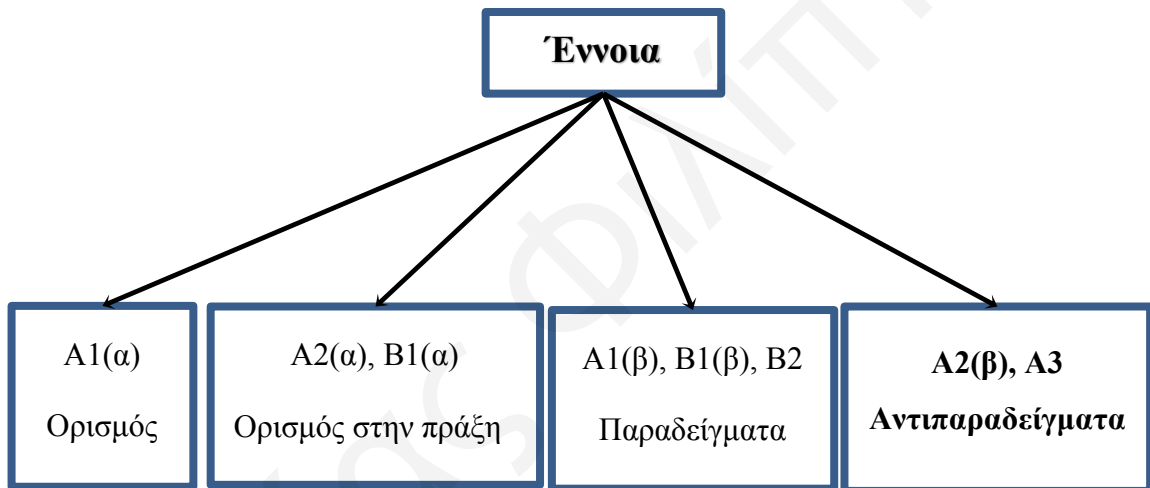 Έννοια
Α1(α)
Ορισμός
Α2(α), Β1(α)
Ορισμός στην πράξη
Α1(β), Β1(β), Β2
Παραδείγματα
Α2(β), Α3
Αντιπαραδείγματα